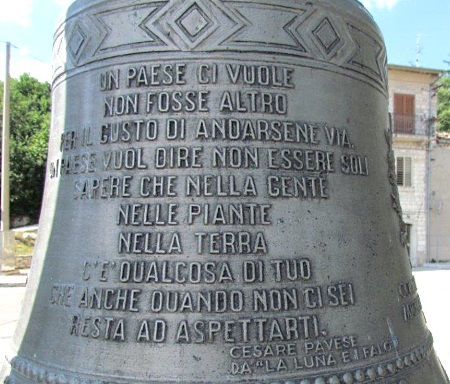 UN PAESE CI VUOLE
NON FOSSE ALTRO
PER IL GUSTO DI ANDARSENE VIA.
UN PAESE VUOL DIRE NON ESSERE SOLI
SAPERE CHE NELLA GENTE
NELLE PIANTE
NELLA TERRA
C'E' QUALCOSA DI TUO
CHE ANCHE QUANDO NON CI SEI
RESTA AD ASPETTARTI.
CESARE PAVESE
DA "LA LUNA E I FALO'